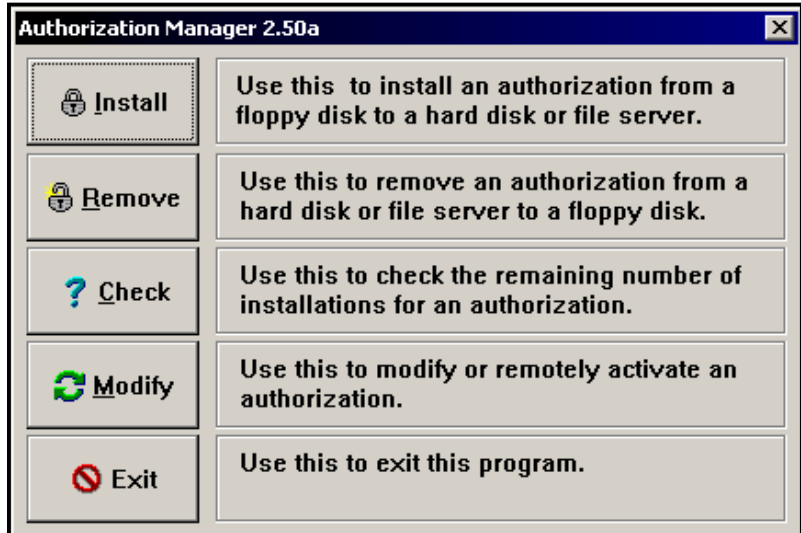 Authorization Manager 2.50a
Install
Use this  to install an authorization from a
floppy disk to a hard disk or file server.
Remove
Use this to remove an authorization from a
hard disk or file server to a floppy disk.
Check
Use this to check the remaining number of
installations for an authorization.
Modify
Use this to modify or remotely activate an
authorization.
Exit
Use this to exit this program.